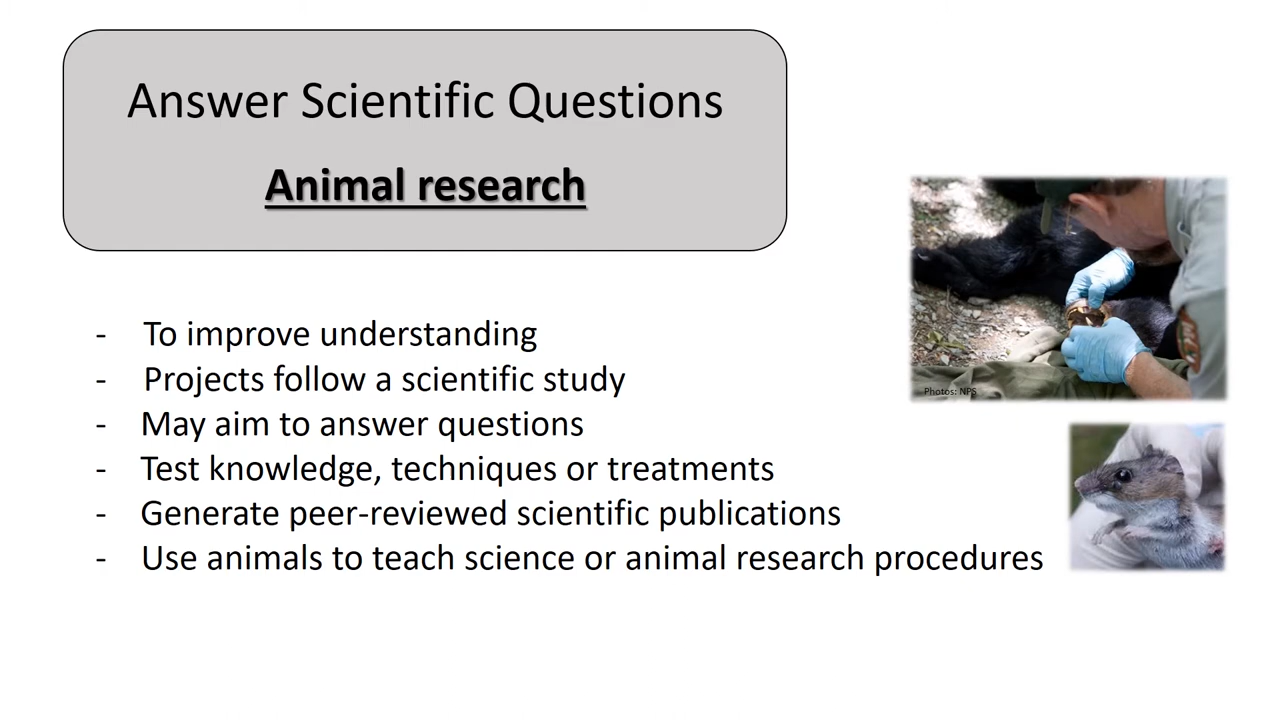 Answer Scientific Questions
Animal research
- To improve understanding
- Projects follow a scientific study
- May aim to answer questions
- Test knowledge, techniques or treatments
- Generate peer-reviewed scientific publications
- Use animals to teach science or animal research procedures
Photos: NPS